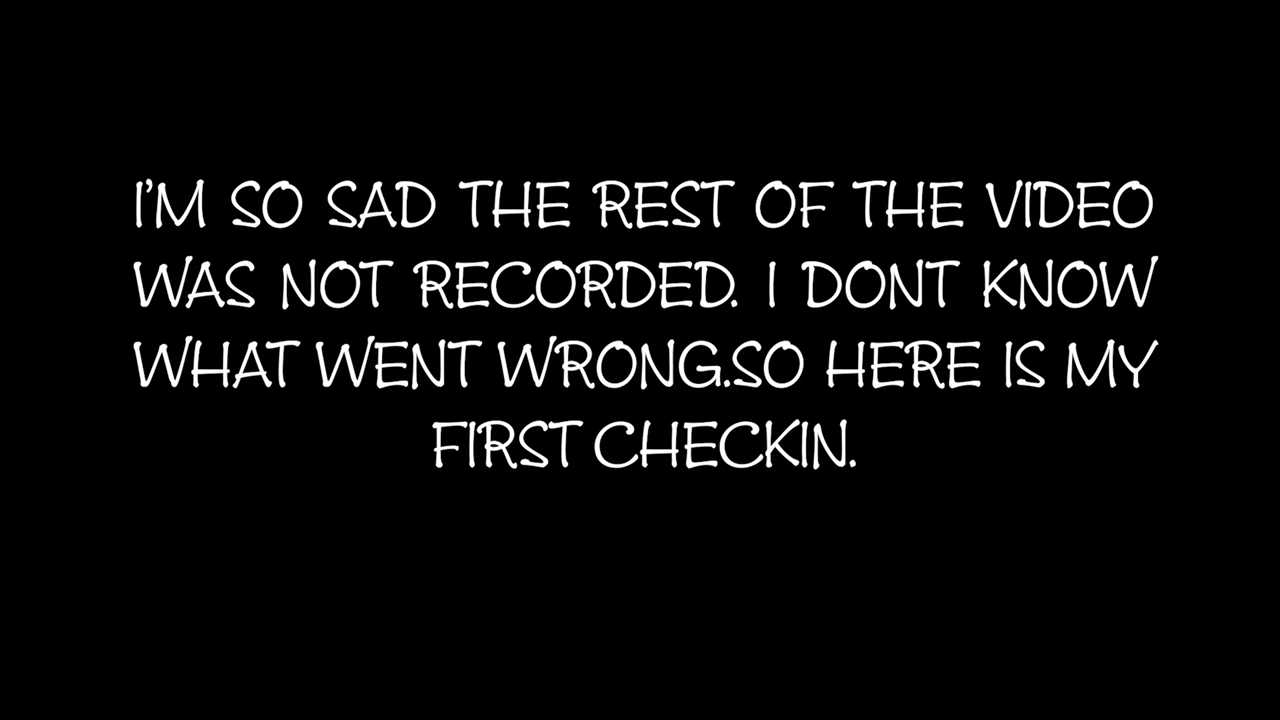 I'M SO SAD THE REST OF THE VIDEO
WAS NOT RECORDED. I DONT KNOW
WHAT WENT WRONG.SO HERE IS MY
FIRST CHECKIN.